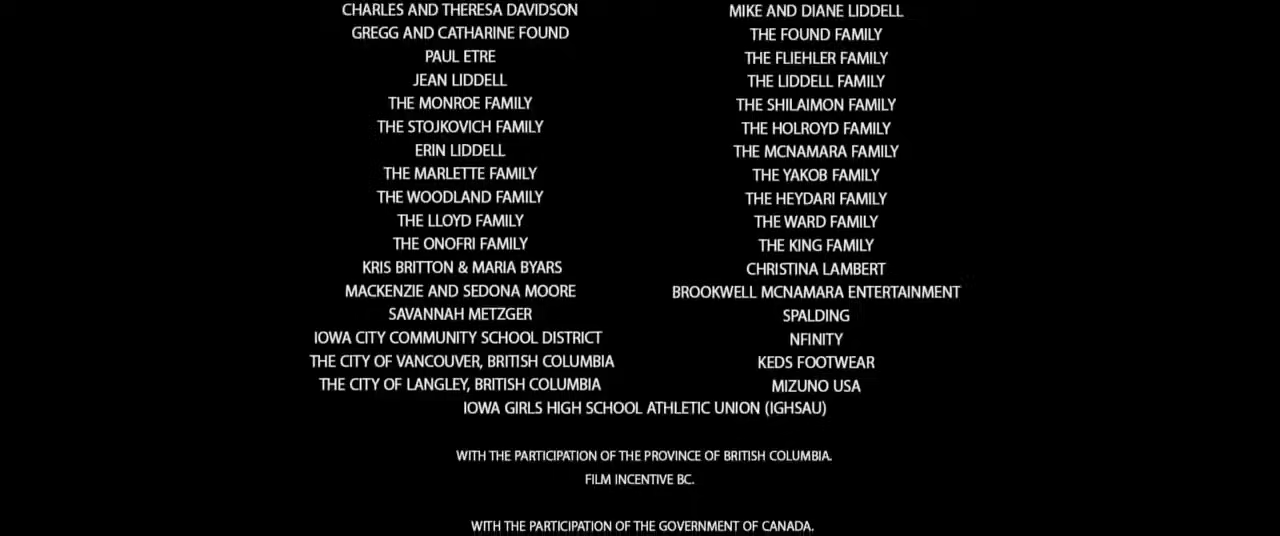 CHARLES AND THERESA DAVIDSON
GREGG AND CATHARINE FOUND
PAUL ETRE
JEAN LIDDELL
THE MONROE FAMILY
THE STOJKOVICH FAMILY
ERIN LIDDELL
THE MARLETTE FAMILY
THE WOODLAND FAMILY
THE LLOYD FAMILY
THE ONOFRI FAMILY
KRIS BRITTON & MARIA BYARS
MACKENZIE AND SEDONA MOORE
SAVANNAH METZGER
IOWA CITY COMMUNITY SCHOOL DISTRICT
THE CITY OF VANCOUVER, BRITISH COLUMBIA
THE CITY OF LANGLEY, BRITISH COLUMBIA
MIKE AND DIANE LIDDELL
THE FOUND FAMILY
THE FLIEHLER FAMILY
THE LIDDELL FAMILY
THE SHILAIMON FAMILY
THE HOLROYD FAMILY
THE MCNAMARA FAMILY
THE YAKOB FAMILY
THE HEYDARI FAMILY
THE WARD FAMILY
THE KING FAMILY
CHRISTINA LAMBERT
BROOKWELL MCNAMARA ENTERTAINMENT
SPALDING
NFINITY
KEDS FOOTWEAR
MIZUNO USA
IOWA GIRLS HIGH SCHOOL ATHLETIC UNION (IGHSAU)
WITH THE PARTICIPATION OF THE PROVINCE OF BRITISH COLUMBIA.
FILM INCENTIVE BC.
WITH THE PARTICIPATION OF THE GOVERNMENT OF CANADA.